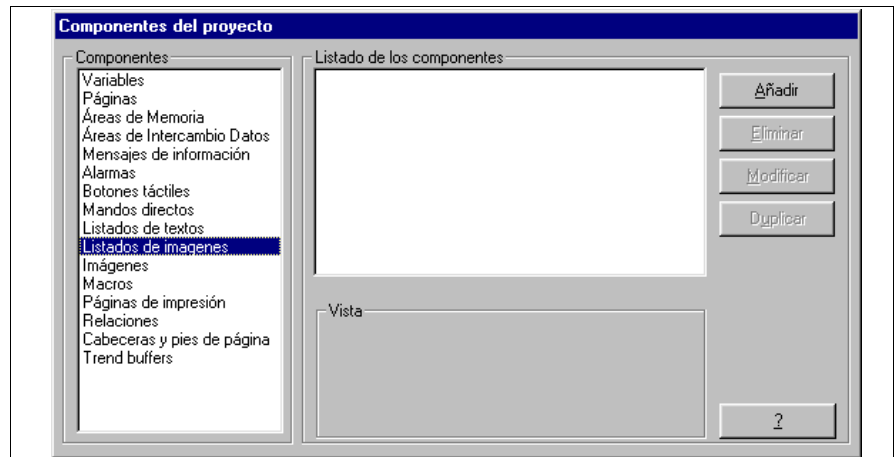 Componentes del proyecto
Componentes
Variables
Páginas
Áreas de Memoria
Áreas de Intercambio Datos
Mensajes de información
Alarmas
Botones táctiles
Mandos directos
Listados de textos
Listados de imagenes
Imágenes
Macros
Páginas de impresión
Relaciones
Cabeceras y pies de página
Trend buffers
Listado de los componentes
Vista
Añadir
Eliminar
Modificar
Duplicar
?